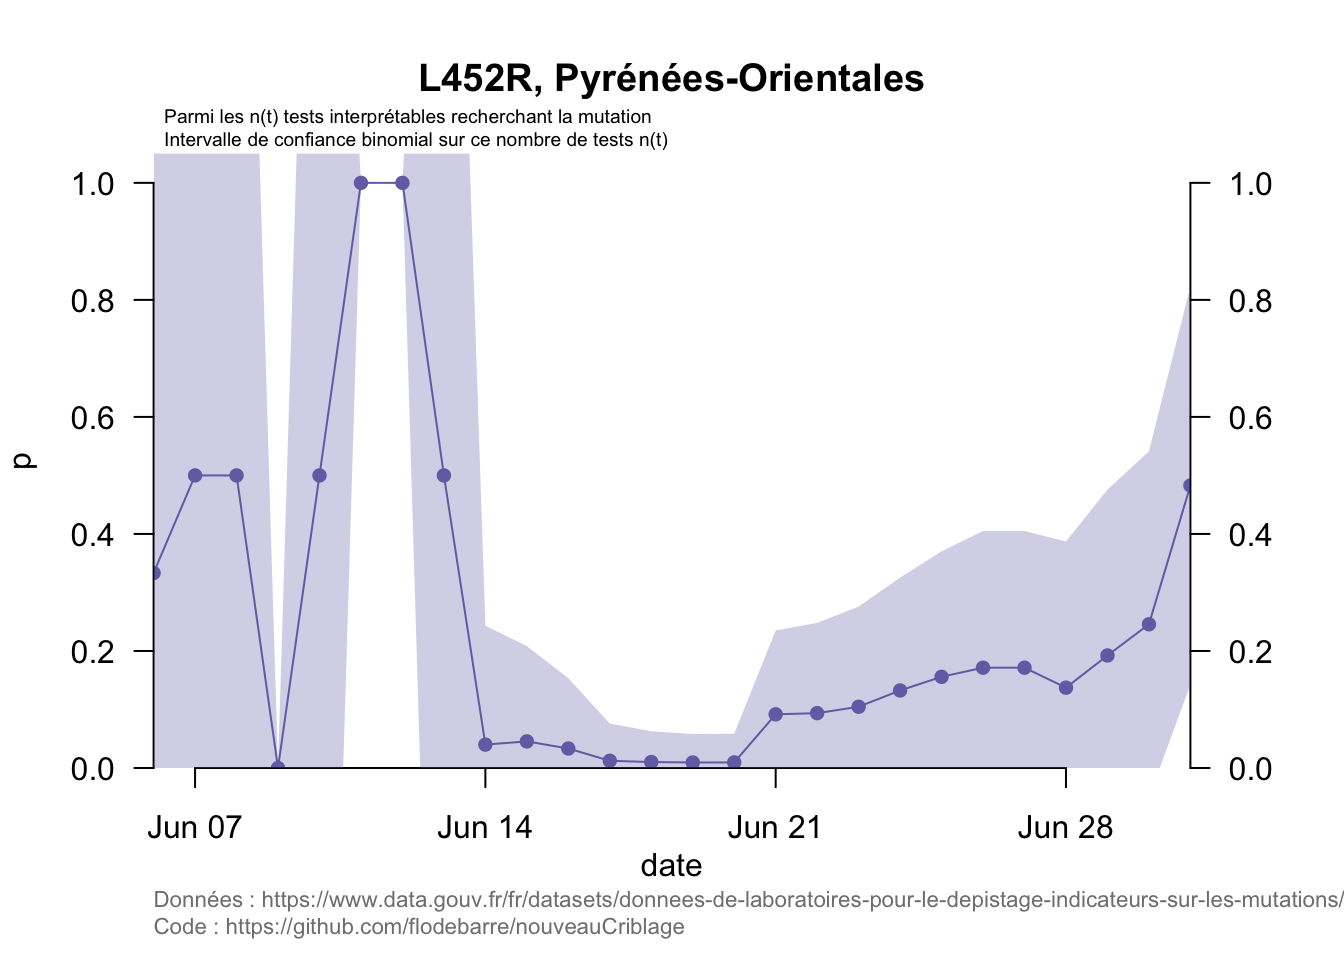 L452R, Pyrénées-Orientales
Parmi les n(t) tests interprétables recherchant la mutation
Intervalle de confiance binomial sur ce nombre de tests n(t)
1.0
0.8
0.6
0.4
0.2
0.0
p
1.0
0.8
0.6
0.4
0.2
0.0
Jun 07 Jun 14 Jun 21 Jun 28
date
Données : https://www.data.gouv.fr/fr/datasets/donnees-de-laboratoires-pour-le-depistage-indicateurs-sur-les-mutations/
Code : https://github.com/flodebarre/nouveauCriblage